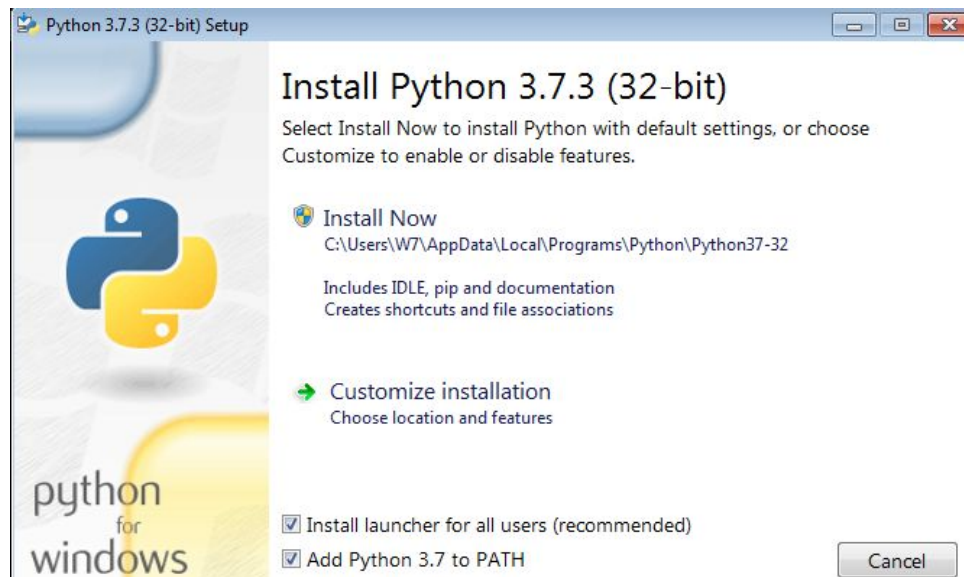 Python 3.7.3 (32-bit) Setup
Install Python 3.7.3 (32-bit)
Select Install Now to install Python with default settings, or choose
Customize to enable or disable features.
Install Now
C:\Users\W7\AppData\Local\Programs\Python\Python37-32
Includes IDLE, pip and documentation
Creates shortcuts and file associations
Customize installation
Choose location and features
python
for
windows
Install launcher for all users (recommended)
Add Python 3.7 to PATH
Cancel